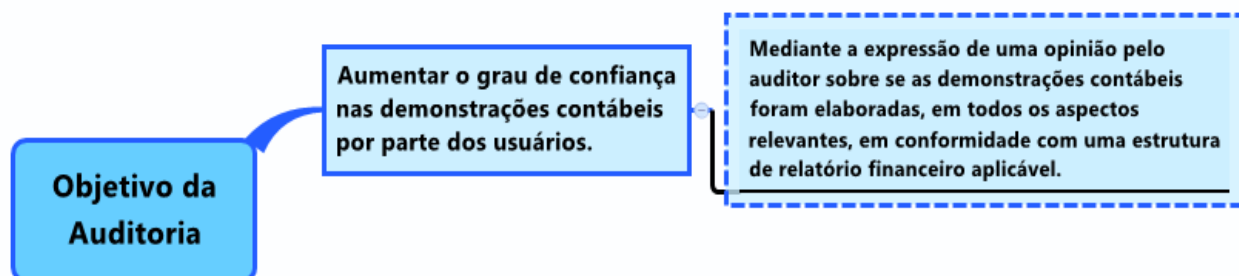 Objetivo da
Auditoria
Aumentar o grau de confiança
nas demonstrações contábeis
por parte dos usuários.
Mediante a expressão de uma opinião pelo
auditor sobre se as demonstrações contábeis
foram elaboradas, em todos os aspectos
relevantes, em conformidade com uma estrutura
de relatório financeiro aplicável.